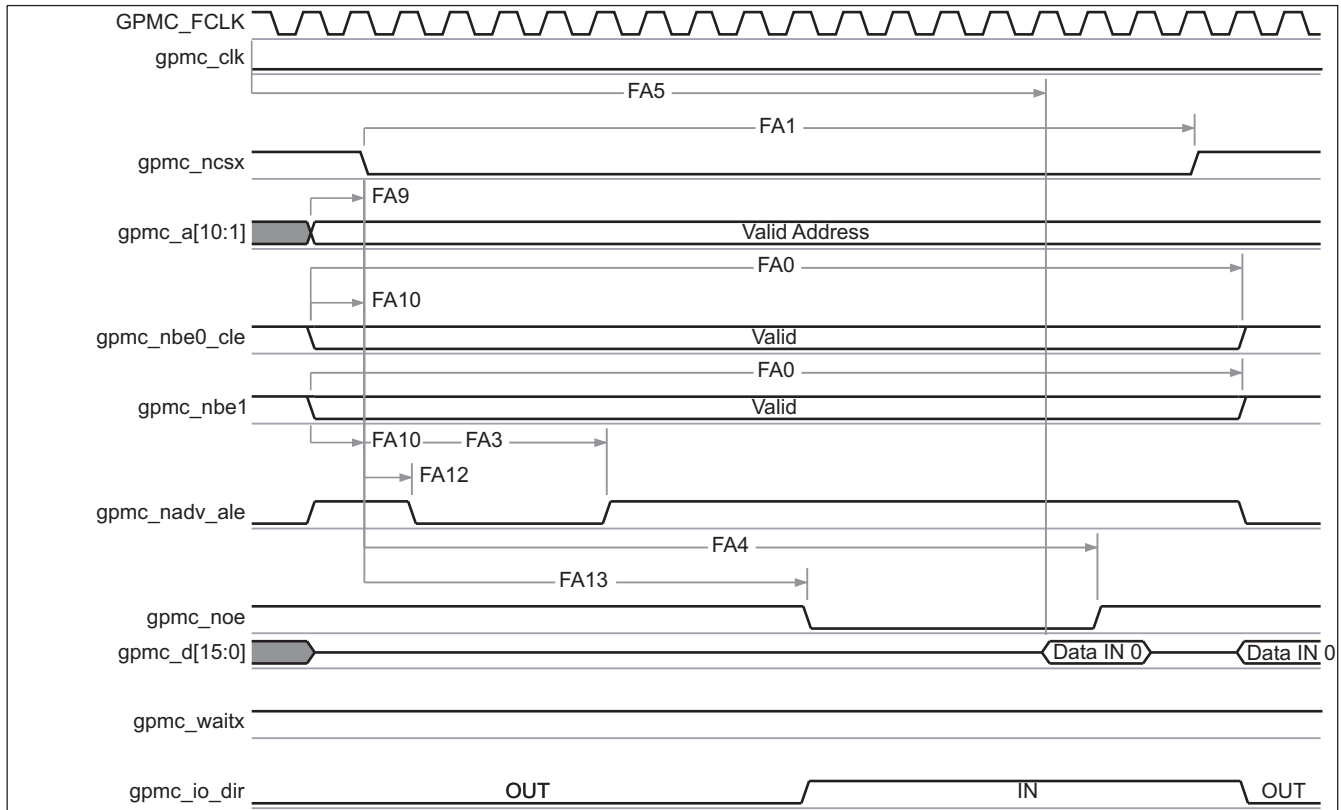 GPMC_FCLK
gpmc_clk
FA5
FA1
gpmc_ncsx
FA9
gpmc_a[10:1] Valid Address
FA0
FA10
gpmc_nbe0_cle Valid
FA0
gpmc_nbe1 Valid
FA10 FA3
FA12
gpmc_nadv_ale
FA4
FA13
gpmc_noe
gpmc_d[15:0] Data IN 0 Data IN 0
gpmc_waitx
gpmc_io_dir OUT IN OUT